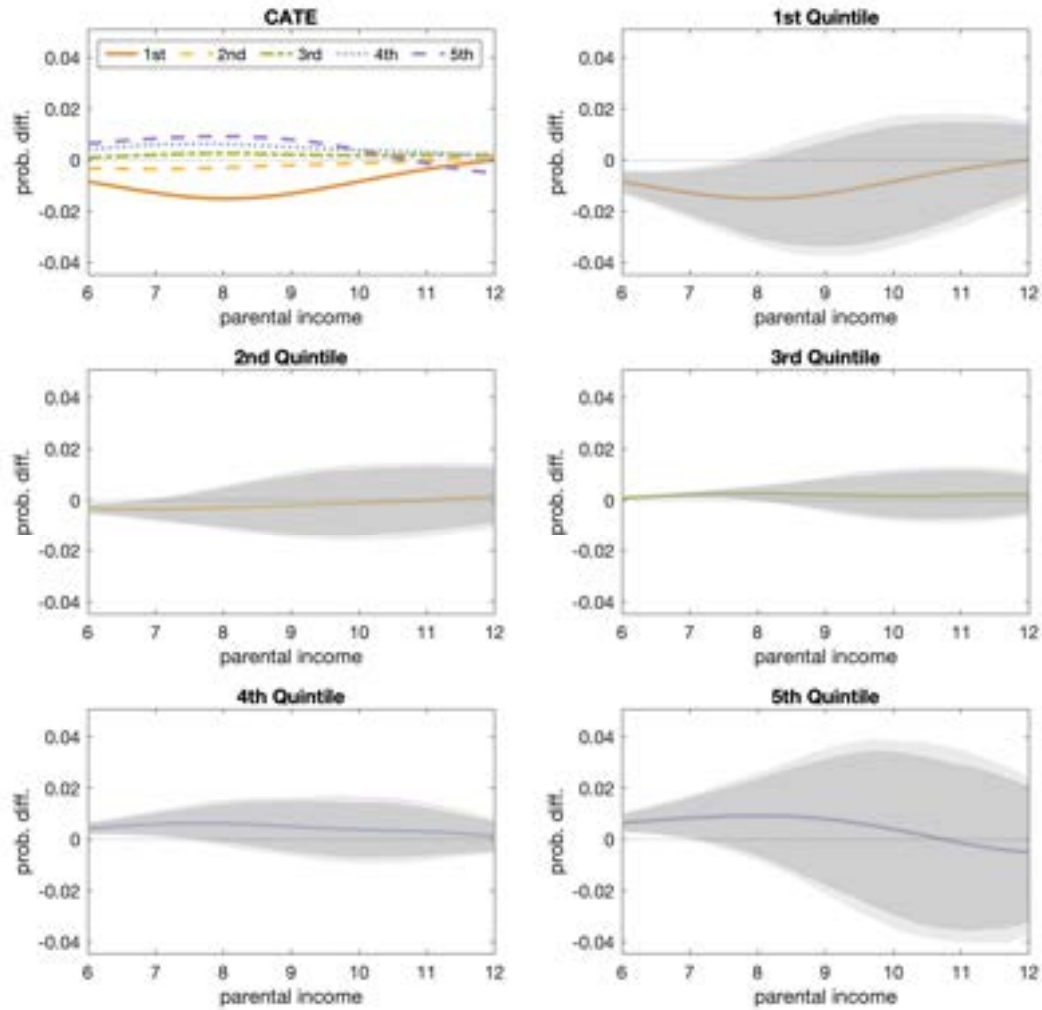 CATE
1st 2nd 3rd 4th 5th
0.04
0.02
0
-0.02
-0.04
prob. diff.
6 7 8 9 10 11 12
parental income
1st Quintile
0.04
0.02
0
-0.02
-0.04
prob. diff.
6 7 8 9 10 11 12
parental income
2nd Quintile
0.04
0.02
0
-0.02
-0.04
prob. diff.
6 7 8 9 10 11 12
parental income
3rd Quintile
0.04
0.02
0
-0.02
-0.04
prob. diff.
6 7 8 9 10 11 12
parental income
4th Quintile
0.04
0.02
0
-0.02
-0.04
prob. diff.
6 7 8 9 10 11 12
parental income
5th Quintile
0.04
0.02
0
-0.02
-0.04
prob. diff.
6 7 8 9 10 11 12
parental income